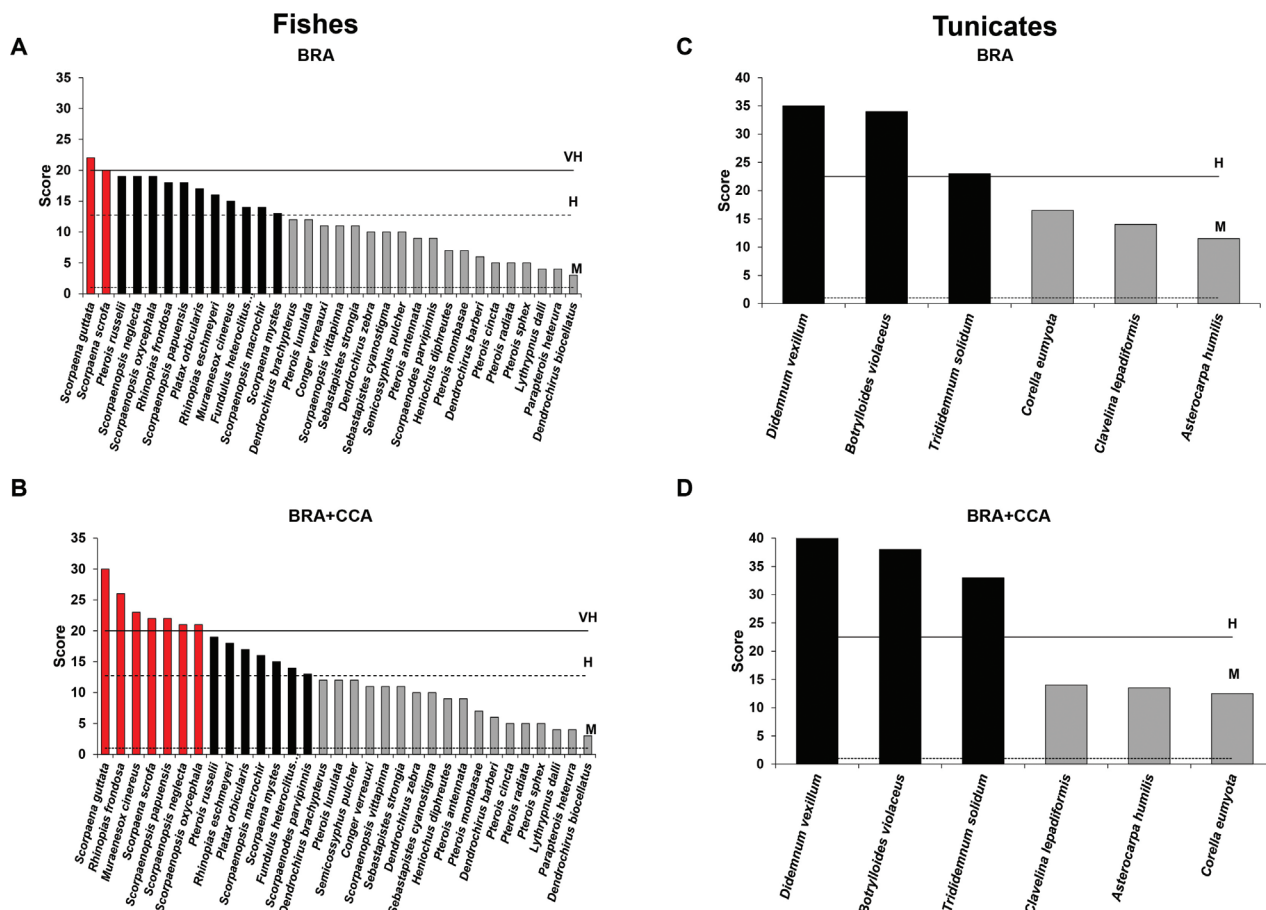 Fishes
A
BRA
35
30
25
20
15
10
5
0
Score
VH
H
M
Scorpaena guttata
Scorpaena scrofa
Pterois russelii
Scorpaenopsis neglecta
Scorpaenopsis oxycephala
Rhinopias frondosa
Scorpaenopsis papuensis
Platax orbicularis
Rhinopias eschmeyeri
Muraenesox cinereus
Fundulus heteroclitus...
Scorpaenopsis macrochir
Scorpaena mystes
Dendrochirus brachypterus
Pterois lunulata
Conger verreauxi
Scorpaenopsis vittapinna
Sebastapistes strongia
Dendrochirus zebra
Sebastapistes cyanostigma
Semicossyphus pulcher
Pterois antennata
Scorpaenodes parvipinnis
Heniochus diphreutes
Pterois mombasae
Dendrochirus barberi
Pterois cincta
Pterois radiata
Pterois sphex
Lythrypnus dalli
Parapterois heterura
Dendrochirus biocellatus
B
BRA+CCA
35
30
25
20
15
10
5
0
Score
VH
H
M
Scorpaena guttata
Rhinopias frondosa
Muraenesox cinereus
Scorpaena scrofa
Scorpaenopsis papuensis
Scorpaenopsis neglecta
Scorpaenopsis oxycephala
Pterois russelii
Rhinopias eschmeyeri
Platax orbicularis
Scorpaenopsis macrochir
Scorpaena mystes
Fundulus heteroclitus...
Scorpaenodes parvipinnis
Dendrochirus brachypterus
Pterois lunulata
Semicossyphus pulcher
Conger verreauxi
Scorpaenopsis vittapinna
Sebastapistes strongia
Dendrochirus zebra
Sebastapistes cyanostigma
Heniochus diphreutes
Pterois antennata
Pterois mombasae
Dendrochirus barberi
Pterois cincta
Pterois radiata
Pterois sphex
Lythrypnus dalli
Parapterois heterura
Dendrochirus biocellatus
Tunicates
C
BRA
40
35
30
25
20
15
10
5
0
Score
H
M
Didemnum vexillum
Botrylloides violaceus
Trididemnum solidum
Corella eumyota
Clavelina lepadiformis
Asterocarpa humilis
D
BRA+CCA
40
35
30
25
20
15
10
5
0
Score
H
M
Didemnum vexillum
Botrylloides violaceus
Trididemnum solidum
Clavelina lepadiformis
Asterocarpa humilis
Corella eumyota